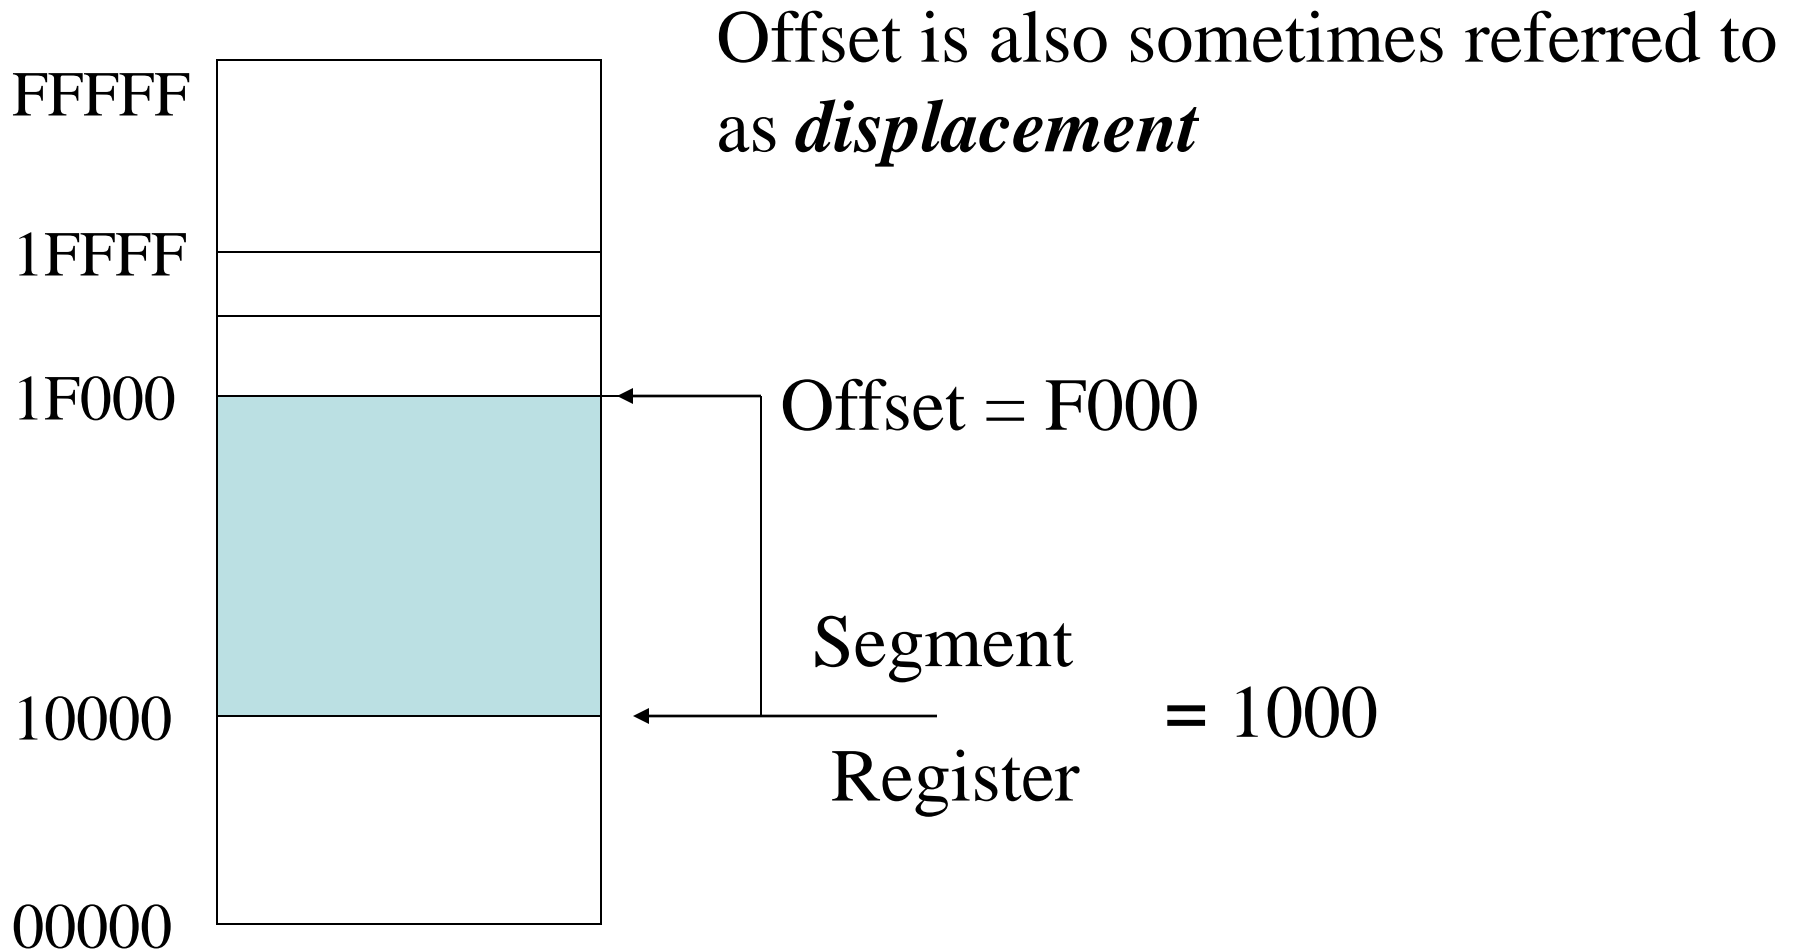 Offset is also sometimes referred to
as displacement
FFFFF
1FFFF
1F000
Offset = F000
Segment
10000
= 1000
Register
00000